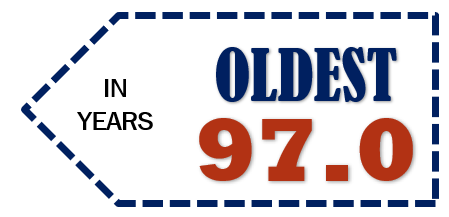 IN
YEARS
OLDEST
97.0